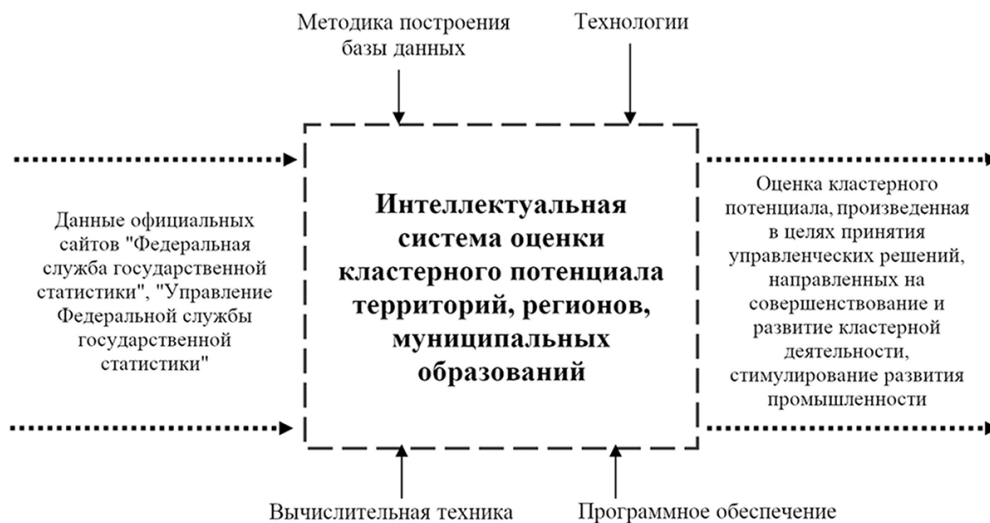 Методика построения
базы данных
Технологии
Данные официальных
сайтов "Федеральная
служба государственной
статистики", "Управление
Федеральной службы
государственной
статистики"
Интеллектуальная
система оценки
кластерного потенциала
территорий, регионов,
муниципальных
образований
Оценка кластерного
потенциала, произведенная
в целях принятия
управленческих решений,
направленных на
совершенствование и
развитие кластерной
деятельности,
стимулирование развития
промышленности
Вычислительная техника
Программное обеспечение